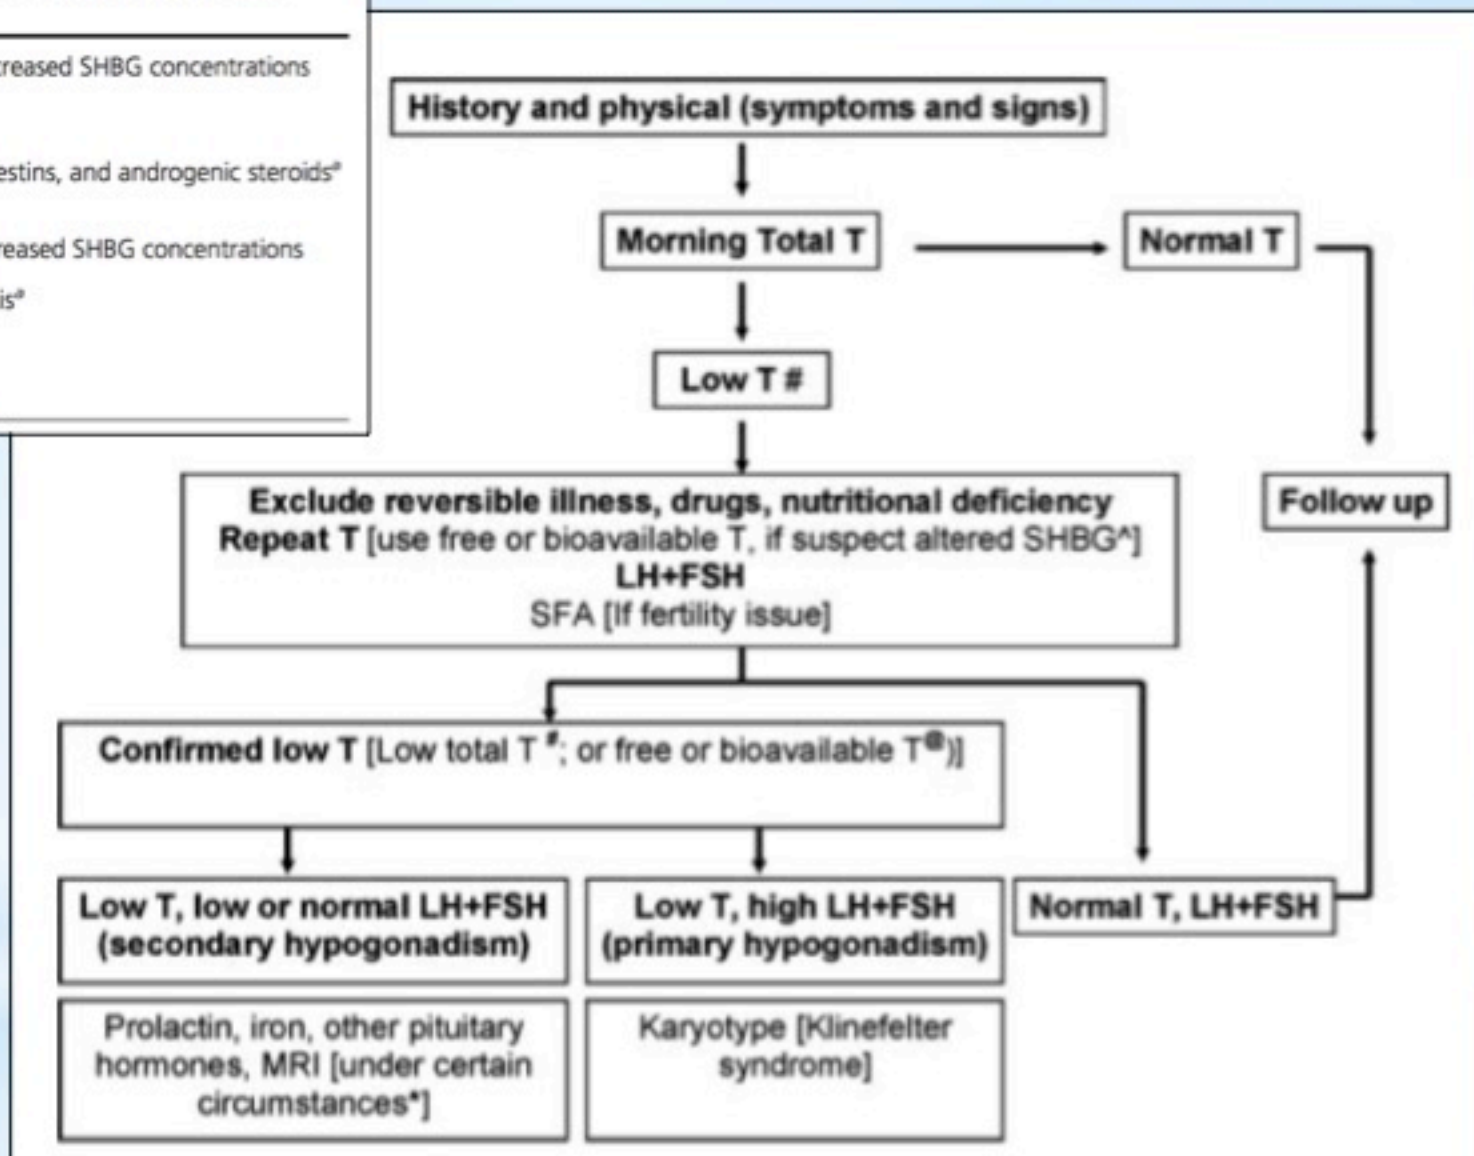 creased SHBG concentrations
estins, and androgenic steroidsᵃ
reased SHBG concentrations
isᵃ
History and physical (symptoms and signs)
Morning Total T
Normal T
Low T #
Exclude reversible illness, drugs, nutritional deficiency
Repeat T [use free or bioavailable T, if suspect altered SHBG^]
LH+FSH
SFA [If fertility issue]
Follow up
Confirmed low T [Low total T #; or free or bioavailable T@)]
Low T, low or normal LH+FSH
(secondary hypogonadism)
Low T, high LH+FSH
(primary hypogonadism)
Normal T, LH+FSH
Prolactin, iron, other pituitary
hormones, MRI [under certain
circumstances*]
Karyotype [Klinefelter
syndrome]